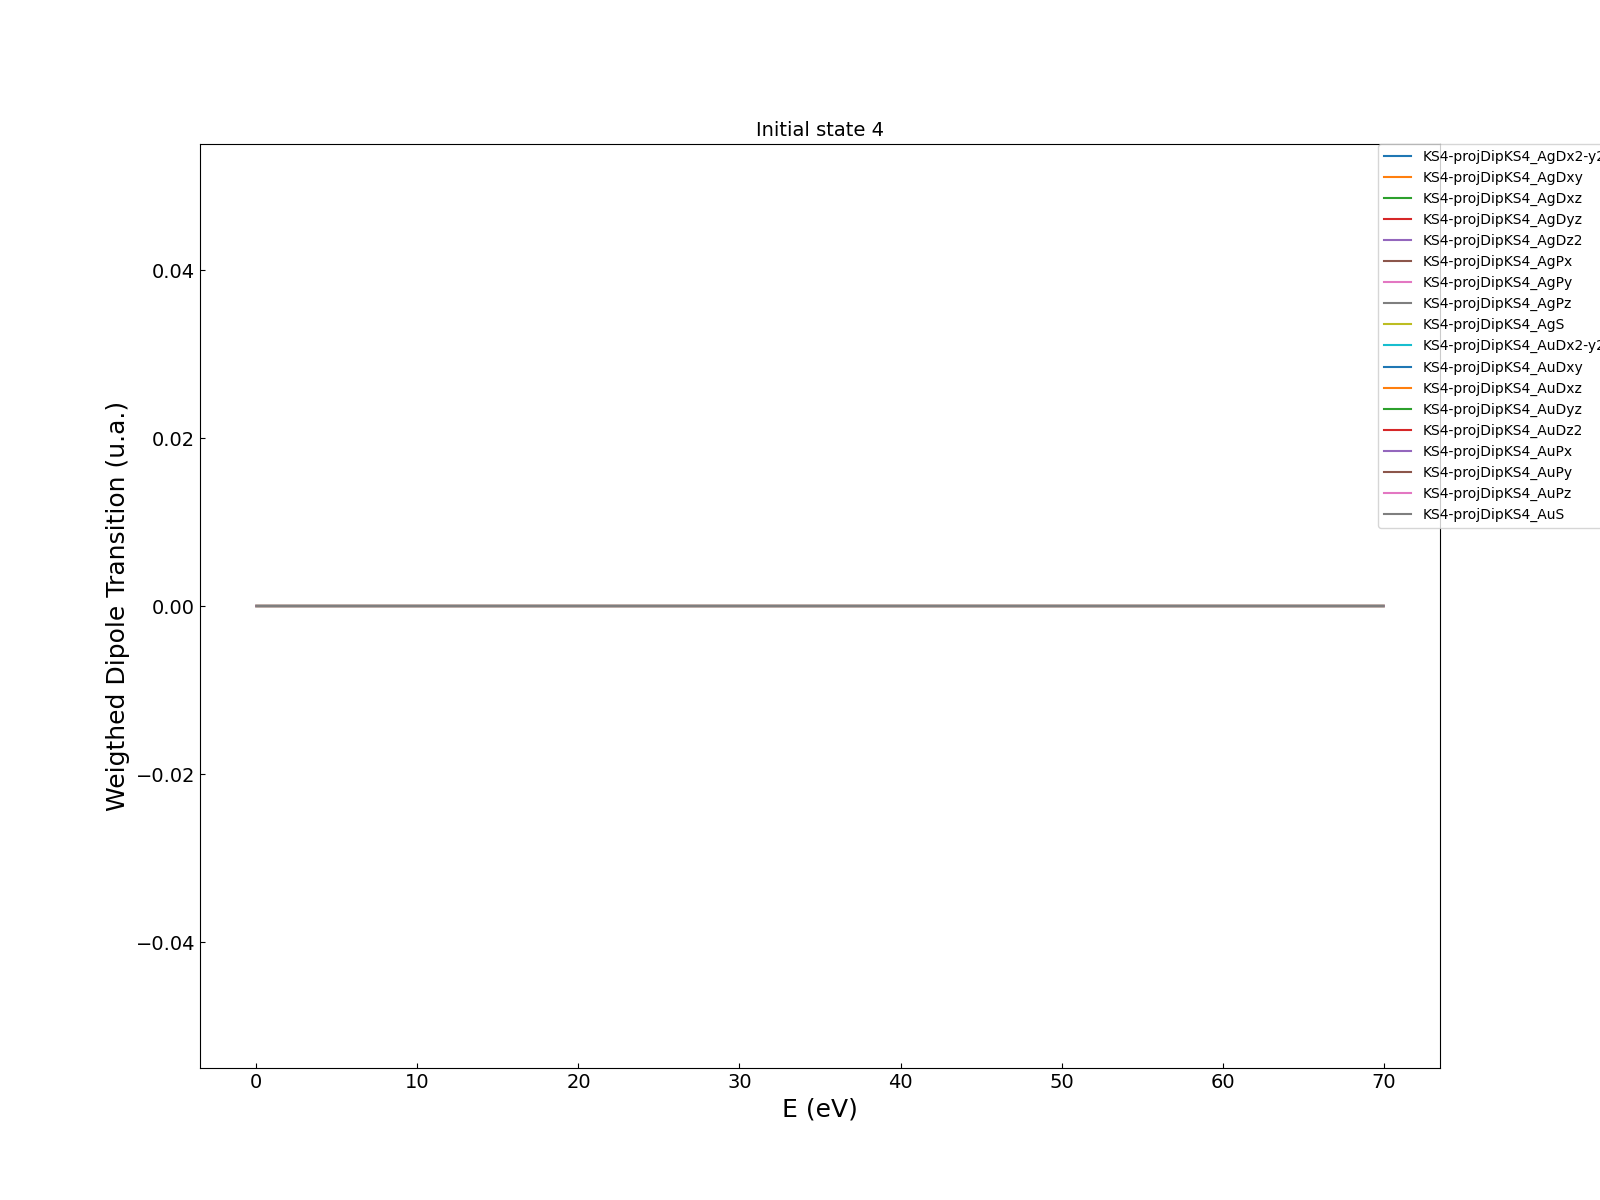 Initial state 4
KS4-projDipKS4_AgDx2-y2
KS4-projDipKS4_AgDxy
KS4-projDipKS4_AgDxz
KS4-projDipKS4_AgDyz
KS4-projDipKS4_AgDz2
KS4-projDipKS4_AgPx
KS4-projDipKS4_AgPy
KS4-projDipKS4_AgPz
KS4-projDipKS4_AgS
KS4-projDipKS4_AuDx2-y2
KS4-projDipKS4_AuDxy
KS4-projDipKS4_AuDxz
KS4-projDipKS4_AuDyz
KS4-projDipKS4_AuDz2
KS4-projDipKS4_AuPx
KS4-projDipKS4_AuPy
KS4-projDipKS4_AuPz
KS4-projDipKS4_AuS
0.04
0.02
0.00
−0.02
−0.04
Weigthed Dipole Transition (u.a.)
0 10 20 30 40 50 60 70
E (eV)